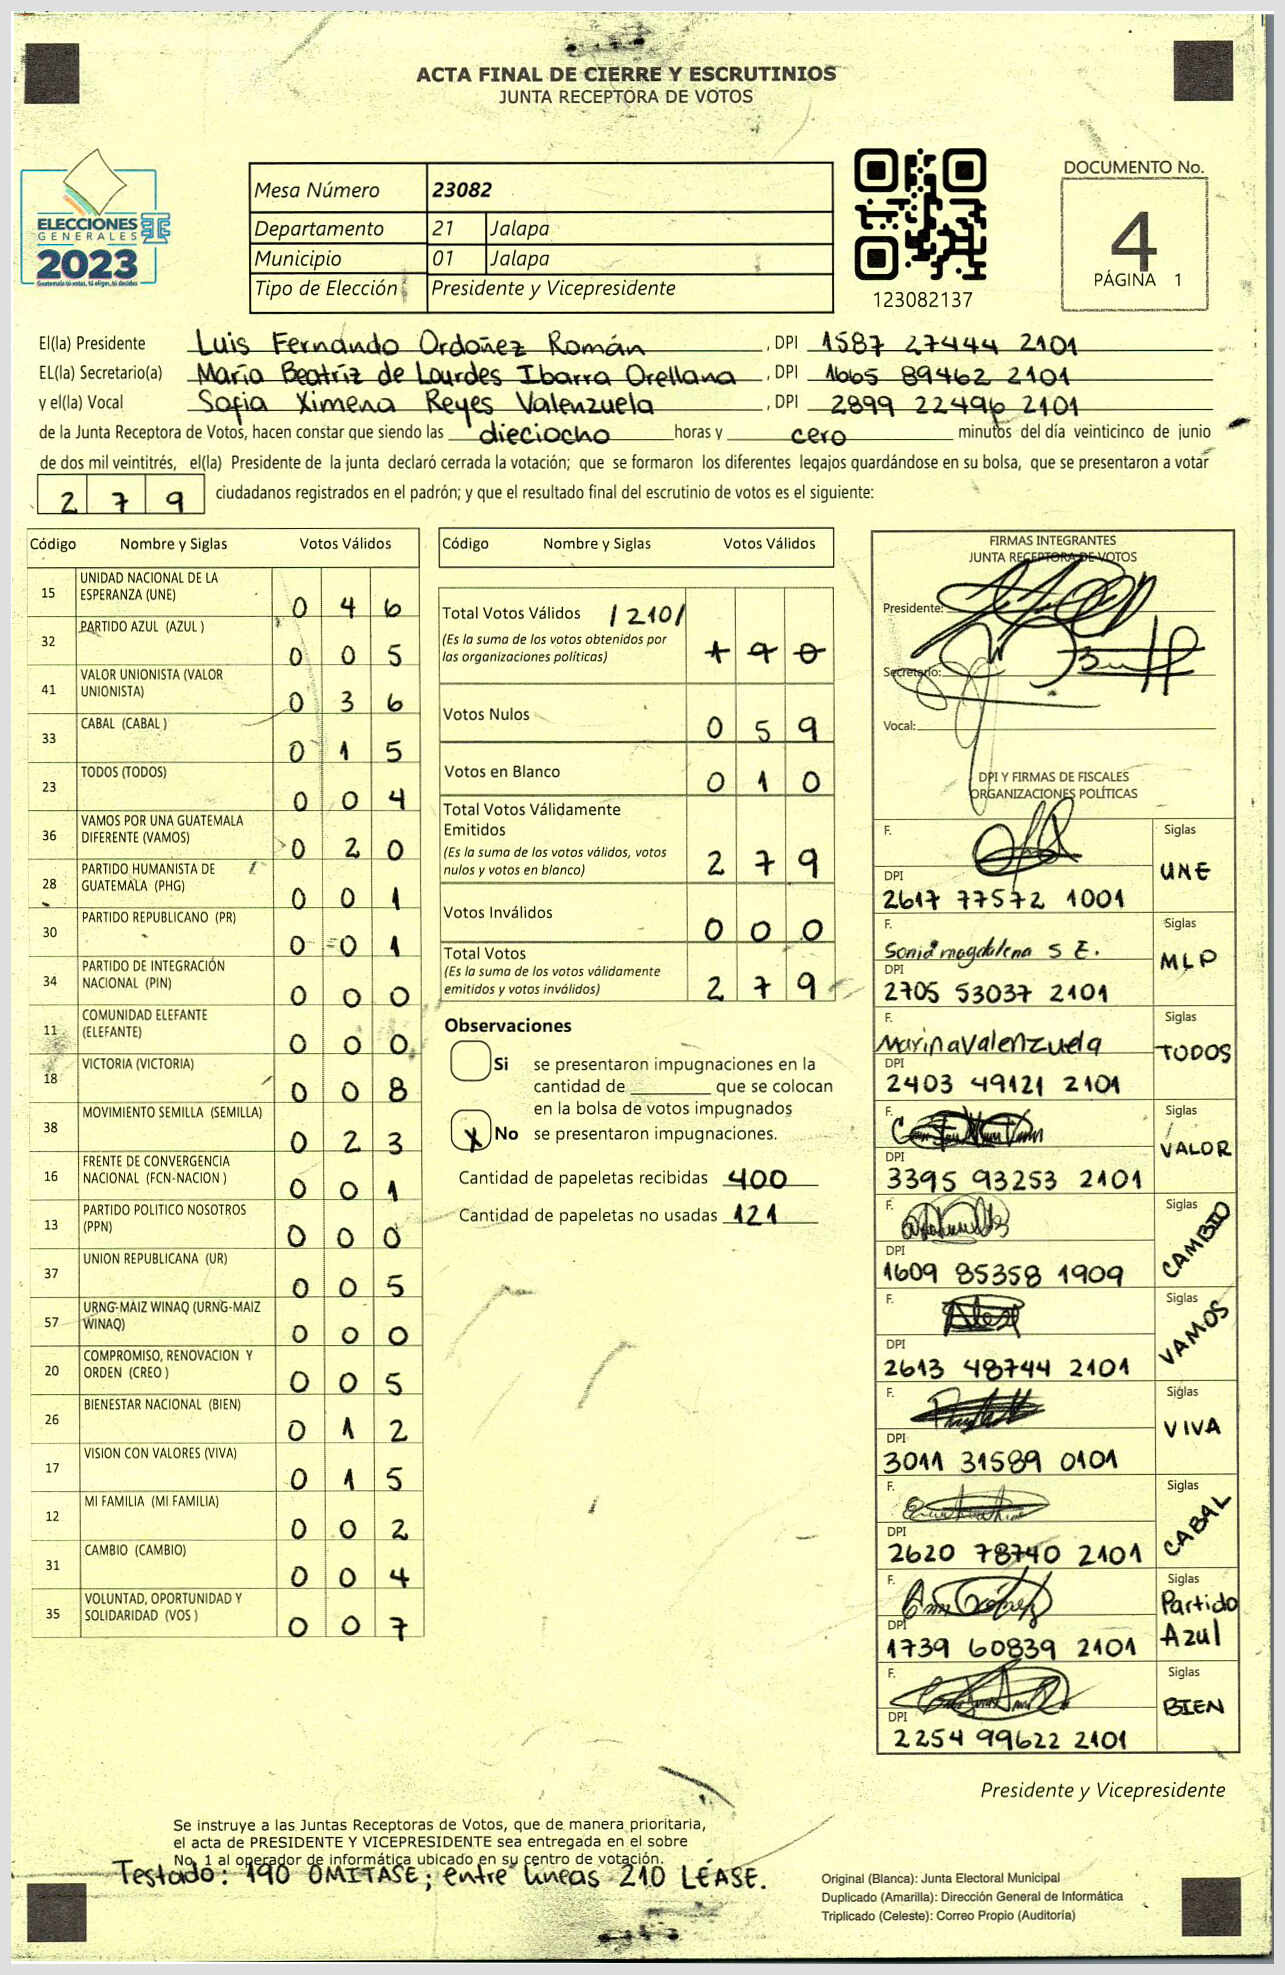 ACTA FINAL DE CIERRE Y ESCRUTINIOS
JUNTA RECEPTORA DE VOTOS
ELECCIONES
GENERALES
2023
Guatemala tú votas, tú eliges, tú decides
Mesa Número 23082
Departamento 21 Jalapa
Municipio 01 Jalapa
Tipo de Elección Presidente y Vicepresidente
123082137
DOCUMENTO No.
4
PÁGINA 1
El(la) Presidente Luis Fernando Ordoñez Román , DPI 1587 27444 2101
EL(la) Secretario(a) María Beatríz de Lourdes Ibarra Orellana , DPI 1665 89462 2101
y el(la) Vocal Sofia Ximena Reyes Valenzuela , DPI 2899 22496 2101
de la Junta Receptora de Votos, hacen constar que siendo las dieciocho horas y cero minutos del día veinticinco de junio
de dos mil veintitrés, el(la) Presidente de la junta declaró cerrada la votación; que se formaron los diferentes legajos quardándose en su bolsa, que se presentaron a votar
2 7 9 ciudadanos registrados en el padrón; y que el resultado final del escrutinio de votos es el siguiente:
Código Nombre y Siglas Votos Válidos
15 UNIDAD NACIONAL DE LA ESPERANZA (UNE) 0 4 6
32 PARTIDO AZUL (AZUL ) 0 0 5
41 VALOR UNIONISTA (VALOR UNIONISTA) 0 3 6
33 CABAL (CABAL ) 0 1 5
23 TODOS (TODOS) 0 0 4
36 VAMOS POR UNA GUATEMALA DIFERENTE (VAMOS) 0 2 0
28 PARTIDO HUMANISTA DE GUATEMALA (PHG) 0 0 1
30 PARTIDO REPUBLICANO (PR) 0 0 1
34 PARTIDO DE INTEGRACIÓN NACIONAL (PIN) 0 0 0
11 COMUNIDAD ELEFANTE (ELEFANTE) 0 0 0
18 VICTORIA (VICTORIA) 0 0 8
38 MOVIMIENTO SEMILLA (SEMILLA) 0 2 3
16 FRENTE DE CONVERGENCIA NACIONAL (FCN-NACION ) 0 0 1
13 PARTIDO POLITICO NOSOTROS (PPN) 0 0 0
37 UNION REPUBLICANA (UR) 0 0 5
57 URNG-MAIZ WINAQ (URNG-MAIZ WINAQ) 0 0 0
20 COMPROMISO, RENOVACION Y ORDEN (CREO ) 0 0 5
26 BIENESTAR NACIONAL (BIEN) 0 1 2
17 VISION CON VALORES (VIVA) 0 1 5
12 MI FAMILIA (MI FAMILIA) 0 0 2
31 CAMBIO (CAMBIO) 0 0 4
35 VOLUNTAD, OPORTUNIDAD Y SOLIDARIDAD (VOS ) 0 0 7
Código Nombre y Siglas Votos Válidos
Total Votos Válidos /210/ 1 9 0
(Es la suma de los votos obtenidos por
las organizaciones políticas)
Votos Nulos 0 5 9
Votos en Blanco 0 1 0
Total Votos Válidamente
Emitidos
(Es la suma de los votos válidos, votos
nulos y votos en blanco) 2 7 9
Votos Inválidos 0 0 0
Total Votos
(Es la suma de los votos válidamente
emitidos y votos inválidos) 2 7 9
Observaciones
Si se presentaron impugnaciones en la
cantidad de ________ que se colocan
en la bolsa de votos impugnados
X No se presentaron impugnaciones.
Cantidad de papeletas recibidas 400
Cantidad de papeletas no usadas 121
FIRMAS INTEGRANTES
JUNTA RECEPTORA DE VOTOS
Presidente:
Secretario:
Vocal:
DPI Y FIRMAS DE FISCALES
ORGANIZACIONES POLÍTICAS
F. Siglas
UNE
DPI
2617 77572 1001
F. Sonia magdalena S E. Siglas
MLP
DPI
2705 53037 2101
F. Marina Valenzuela Siglas
TODOS
DPI
2403 49121 2101
F. Siglas
VALOR
DPI
3395 93253 2101
F. Siglas
CAMBIO
DPI
1609 85358 1909
F. Siglas
VAMOS
DPI
2613 48744 2101
F. Siglas
VIVA
DPI
3011 31589 0101
F. Siglas
CABAL
DPI
2620 78740 2101
F. Siglas
Partido
Azul
DPI
1739 60839 2101
F. Siglas
BIEN
DPI
2254 99622 2101
Presidente y Vicepresidente
Se instruye a las Juntas Receptoras de Votos, que de manera prioritaria,
el acta de PRESIDENTE Y VICEPRESIDENTE sea entregada en el sobre
No. 1 al operador de informática ubicado en su centro de votación.
Testado: 190 OMITASE; entre lineas 210 LÉASE.
Original (Blanca): Junta Electoral Municipal
Duplicado (Amarilla): Dirección General de Informática
Triplicado (Celeste): Correo Propio (Auditoría)